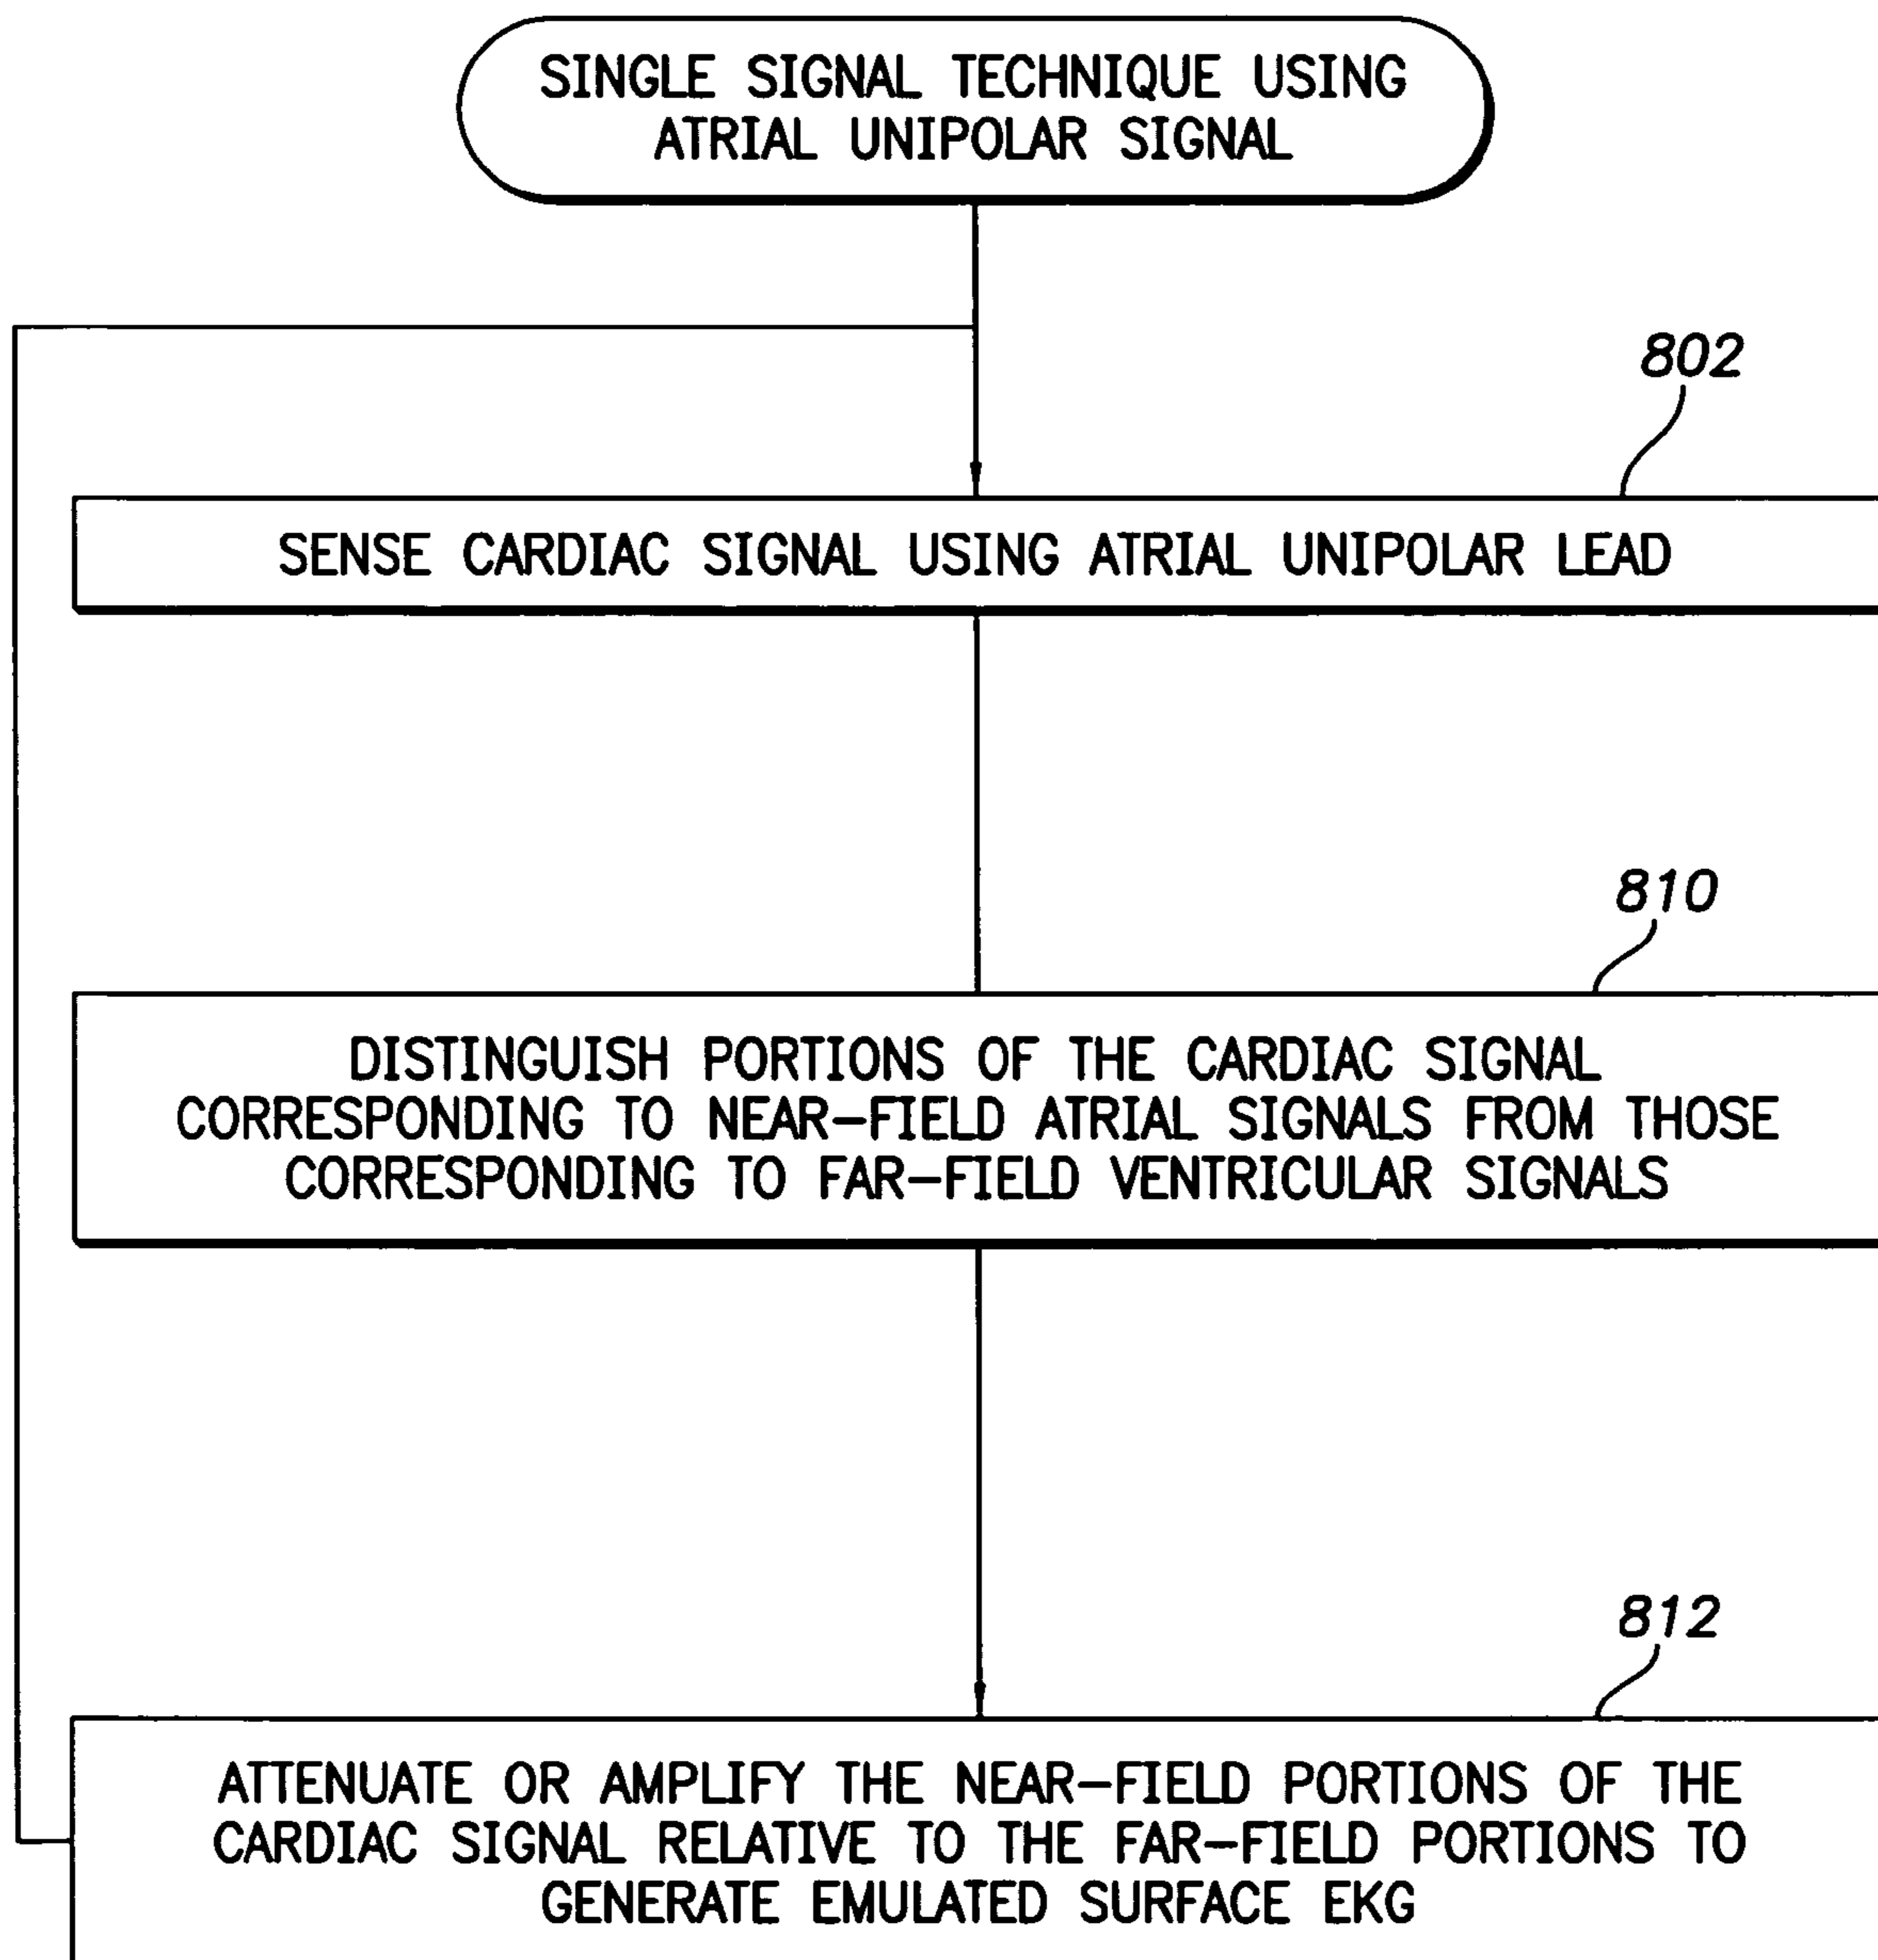 SINGLE SIGNAL TECHNIQUE USING
ATRIAL UNIPOLAR SIGNAL
802
SENSE CARDIAC SIGNAL USING ATRIAL UNIPOLAR LEAD
810
DISTINGUISH PORTIONS OF THE CARDIAC SIGNAL
CORRESPONDING TO NEAR-FIELD ATRIAL SIGNALS FROM THOSE
CORRESPONDING TO FAR-FIELD VENTRICULAR SIGNALS
812
ATTENUATE OR AMPLIFY THE NEAR-FIELD PORTIONS OF THE
CARDIAC SIGNAL RELATIVE TO THE FAR-FIELD PORTIONS TO
GENERATE EMULATED SURFACE EKG